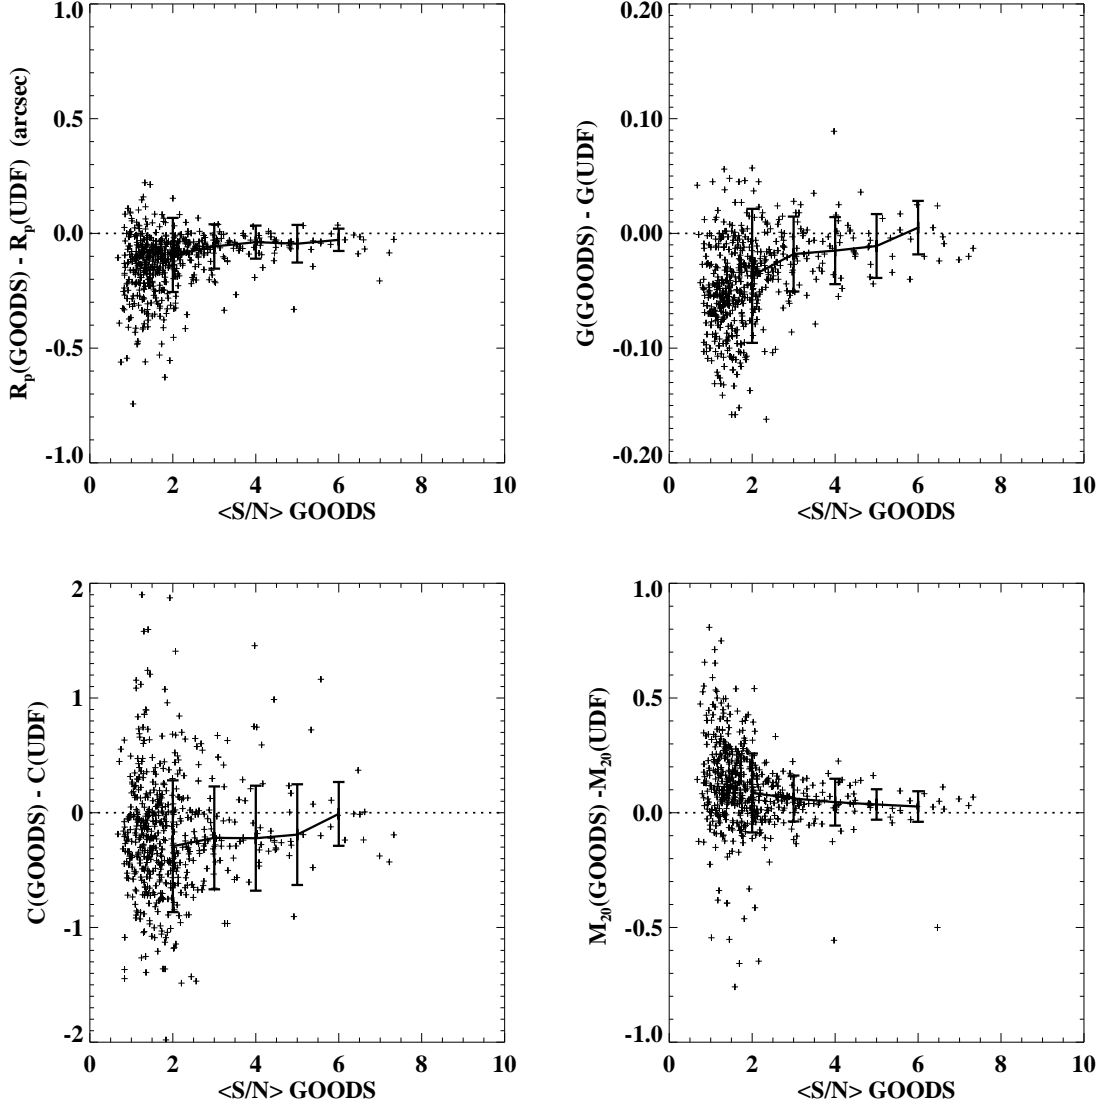 1.0
0.5
0.0
-0.5
-1.0
R_p(GOODS) - R_p(UDF) (arcsec)
0 2 4 6 8 10
<S/N> GOODS
0.20
0.10
0.00
-0.10
-0.20
G(GOODS) - G(UDF)
0 2 4 6 8 10
<S/N> GOODS
2
1
0
-1
-2
C(GOODS) - C(UDF)
0 2 4 6 8 10
<S/N> GOODS
1.0
0.5
0.0
-0.5
-1.0
M_20(GOODS) -M_20(UDF)
0 2 4 6 8 10
<S/N> GOODS